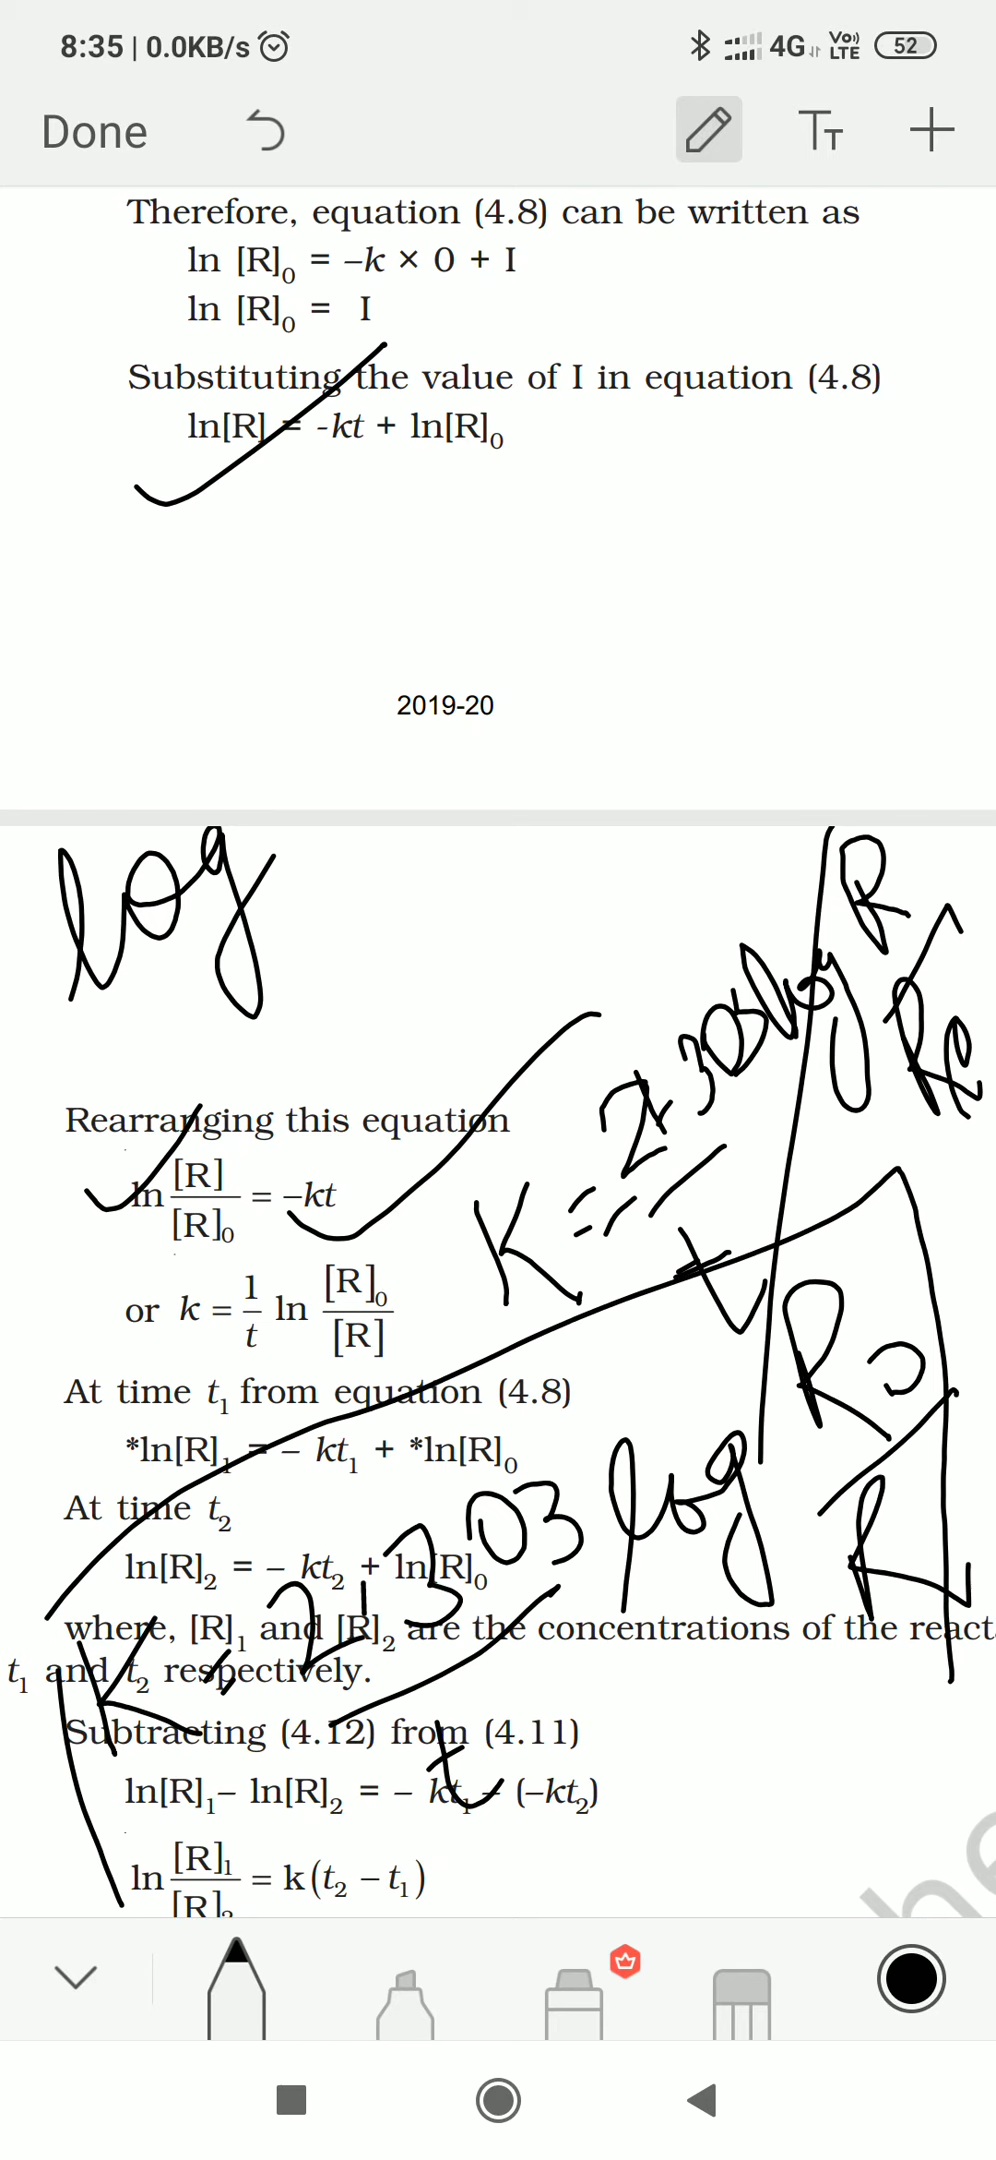 8:35 | 0.0KB/s 4G Vo)) LTE 52
Done TT
Therefore, equation (4.8) can be written as
ln [R]₀ = –k × 0 + I
ln [R]₀ = I
Substituting the value of I in equation (4.8)
ln[R] = -kt + ln[R]₀
2019-20
log
Rearranging this equation
ln [R]/[R]₀ = –kt
or k = 1/t ln [R]₀/[R]
At time t₁ from equation (4.8)
*ln[R]₁ = – kt₁ + *ln[R]₀
At time t₂
ln[R]₂ = – kt₂ + ln[R]₀
K = 2.303/t log R₀/R
where, [R]₁ and [R]₂ are the concentrations of the react
t₁ and t₂ respectively.
Subtracting (4.12) from (4.11)
ln[R]₁– ln[R]₂ = – kt₁ – (–kt₂)
ln [R]₁/[R]₂ = k(t₂ – t₁)
he